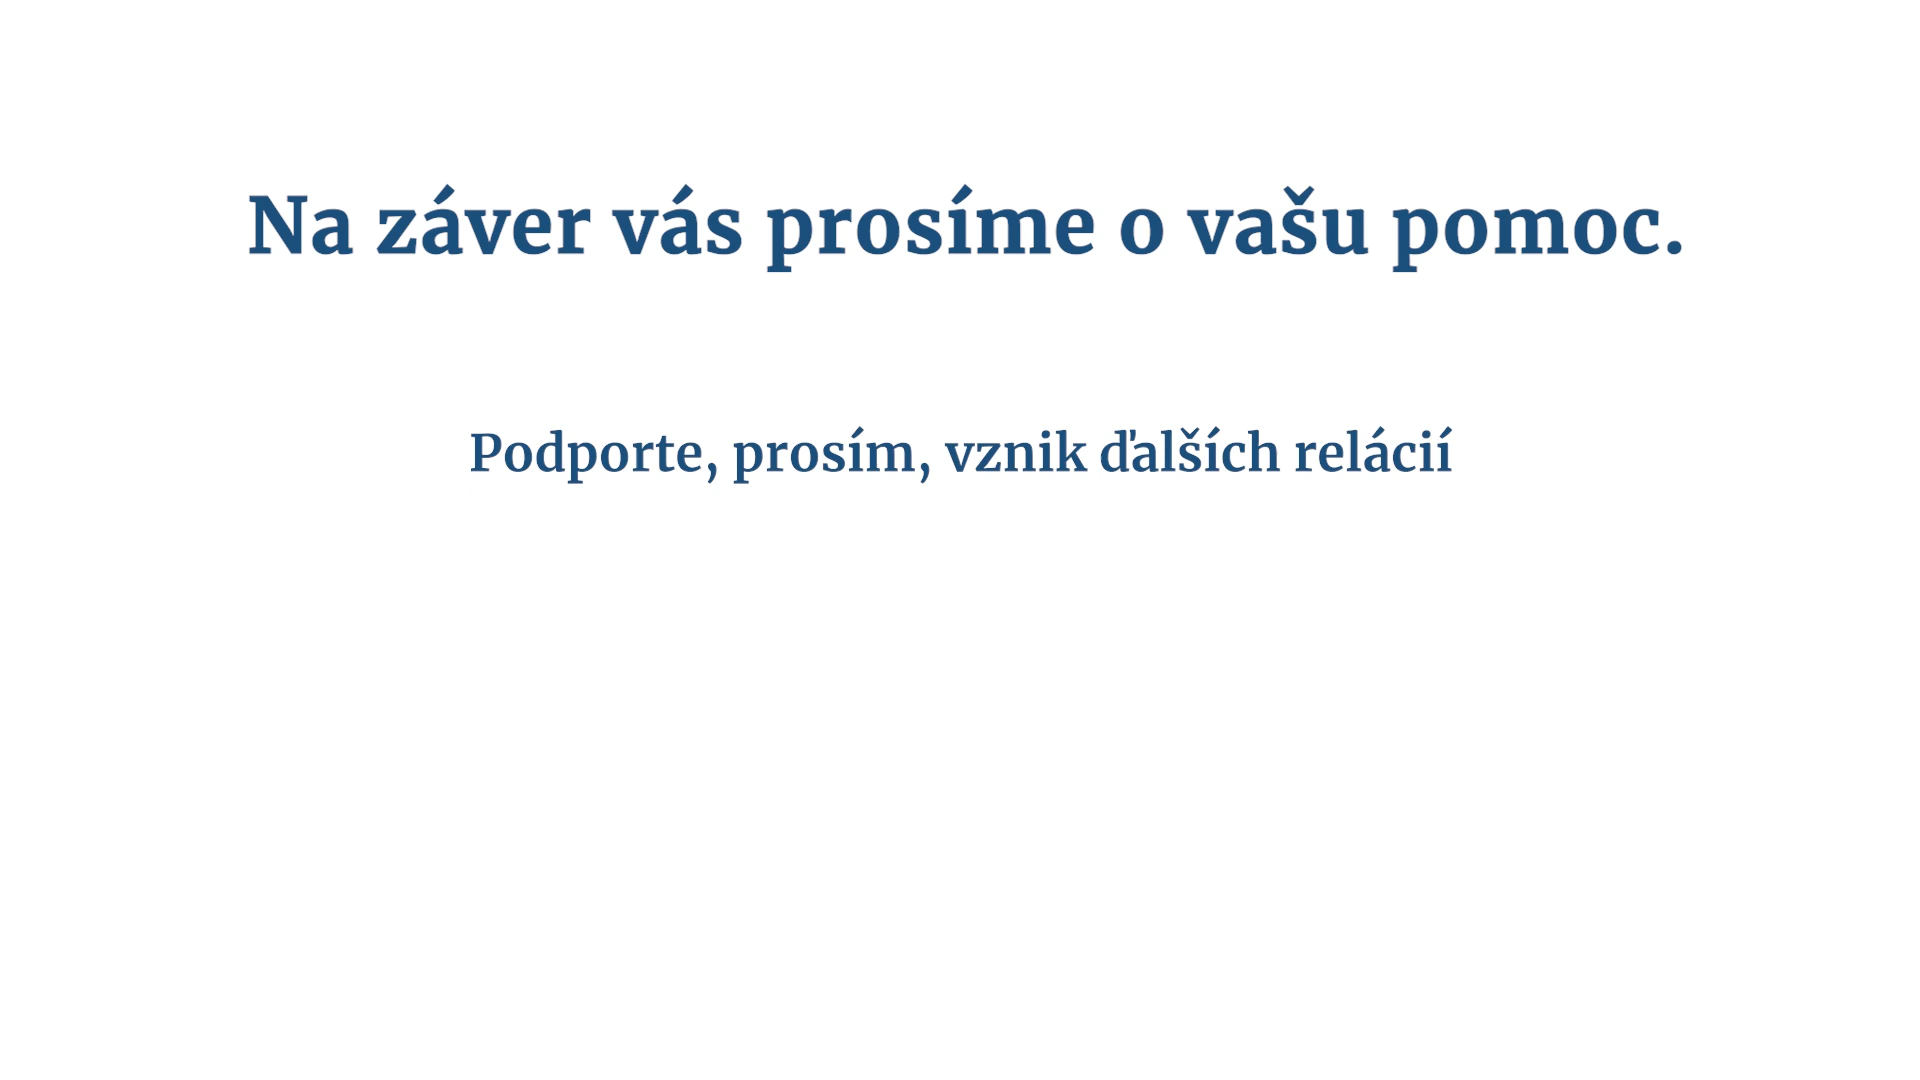 Na záver vás prosíme o vašu pomoc.
Podporte, prosím, vznik ďalších relácií